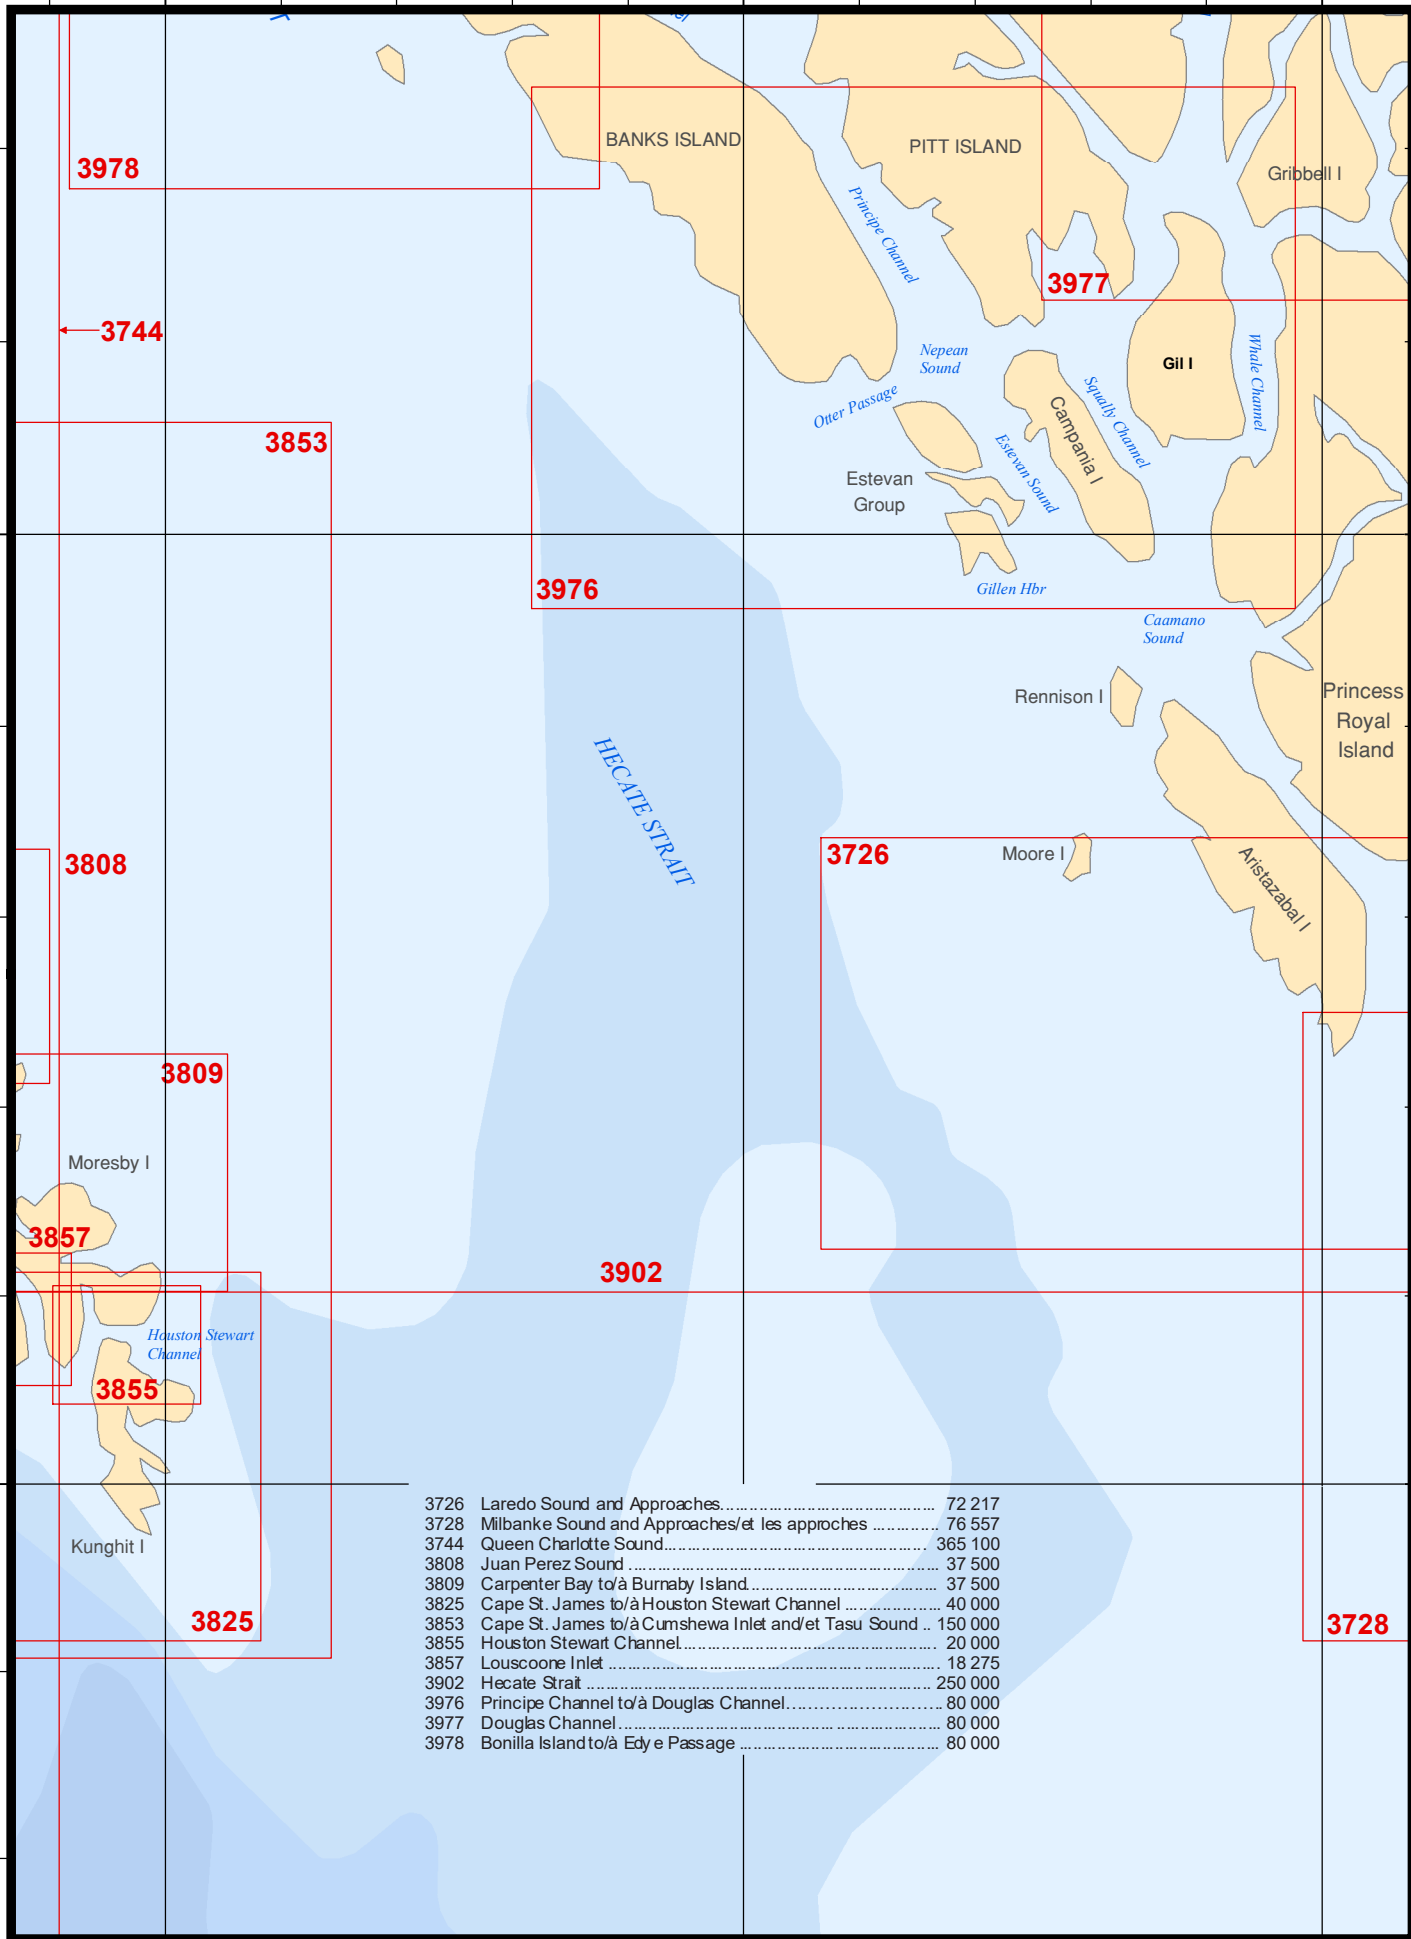 BANKS ISLAND
PITT ISLAND
3978
Gribbell I
Principe Channel
3977
3744
Nepean
Sound
Whale Channel
Gil I
Otter Passage
Squally Channel
Campania I
3853
Estevan Sound
Estevan
Group
3976
Gillen Hbr
Caamano
Sound
Rennison I
Princess
Royal
Island
HECATE STRAIT
3808
3726
Moore I
Aristazabal I
3809
Moresby I
3857
3902
Houston Stewart
Channel
3855
Kunghit I
3825
3728
3726 Laredo Sound and Approaches 72 217
3728 Milbanke Sound and Approaches/et les approches 76 557
3744 Queen Charlotte Sound 365 100
3808 Juan Perez Sound 37 500
3809 Carpenter Bay to/à Burnaby Island 37 500
3825 Cape St. James to/à Houston Stewart Channel 40 000
3853 Cape St. James to/à Cumshewa Inlet and/et Tasu Sound 150 000
3855 Houston Stewart Channel 20 000
3857 Louscoone Inlet 18 275
3902 Hecate Strait 250 000
3976 Principe Channel to/à Douglas Channel 80 000
3977 Douglas Channel 80 000
3978 Bonilla Island to/à Edye Passage 80 000